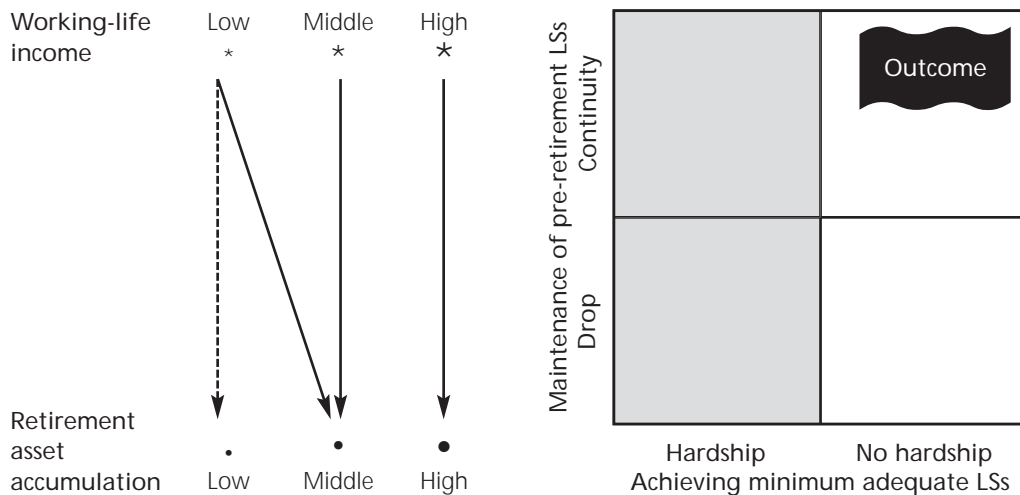 Working-life income
Low Middle High
* * *
Retirement asset accumulation
Low Middle High
Maintenance of pre-retirement LSs
Drop Continuity
Outcome
Hardship No hardship
Achieving minimum adequate LSs